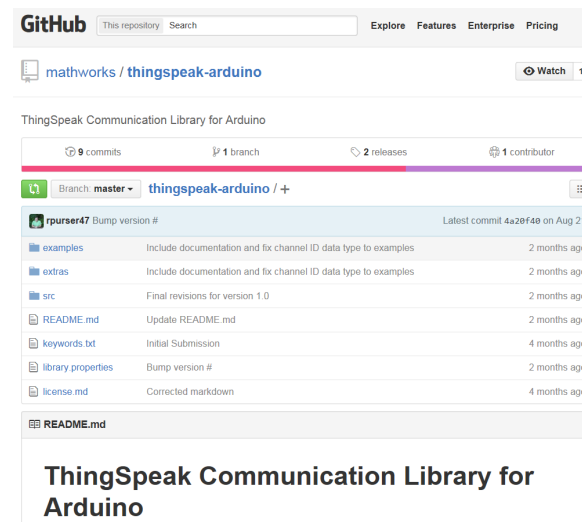 GitHub This repository Search Explore Features Enterprise Pricing
mathworks / thingspeak-arduino Watch 1
ThingSpeak Communication Library for Arduino
9 commits 1 branch 2 releases 1 contributor
Branch: master thingspeak-arduino / +
rpurser47 Bump version # Latest commit 4a20f40 on Aug 2
examples Include documentation and fix channel ID data type to examples 2 months ago
extras Include documentation and fix channel ID data type to examples 2 months ago
src Final revisions for version 1.0 2 months ago
README.md Update README.md 2 months ago
keywords.txt Initial Submission 4 months ago
library.properties Bump version # 2 months ago
license.md Corrected markdown 4 months ago
README.md
ThingSpeak Communication Library for
Arduino